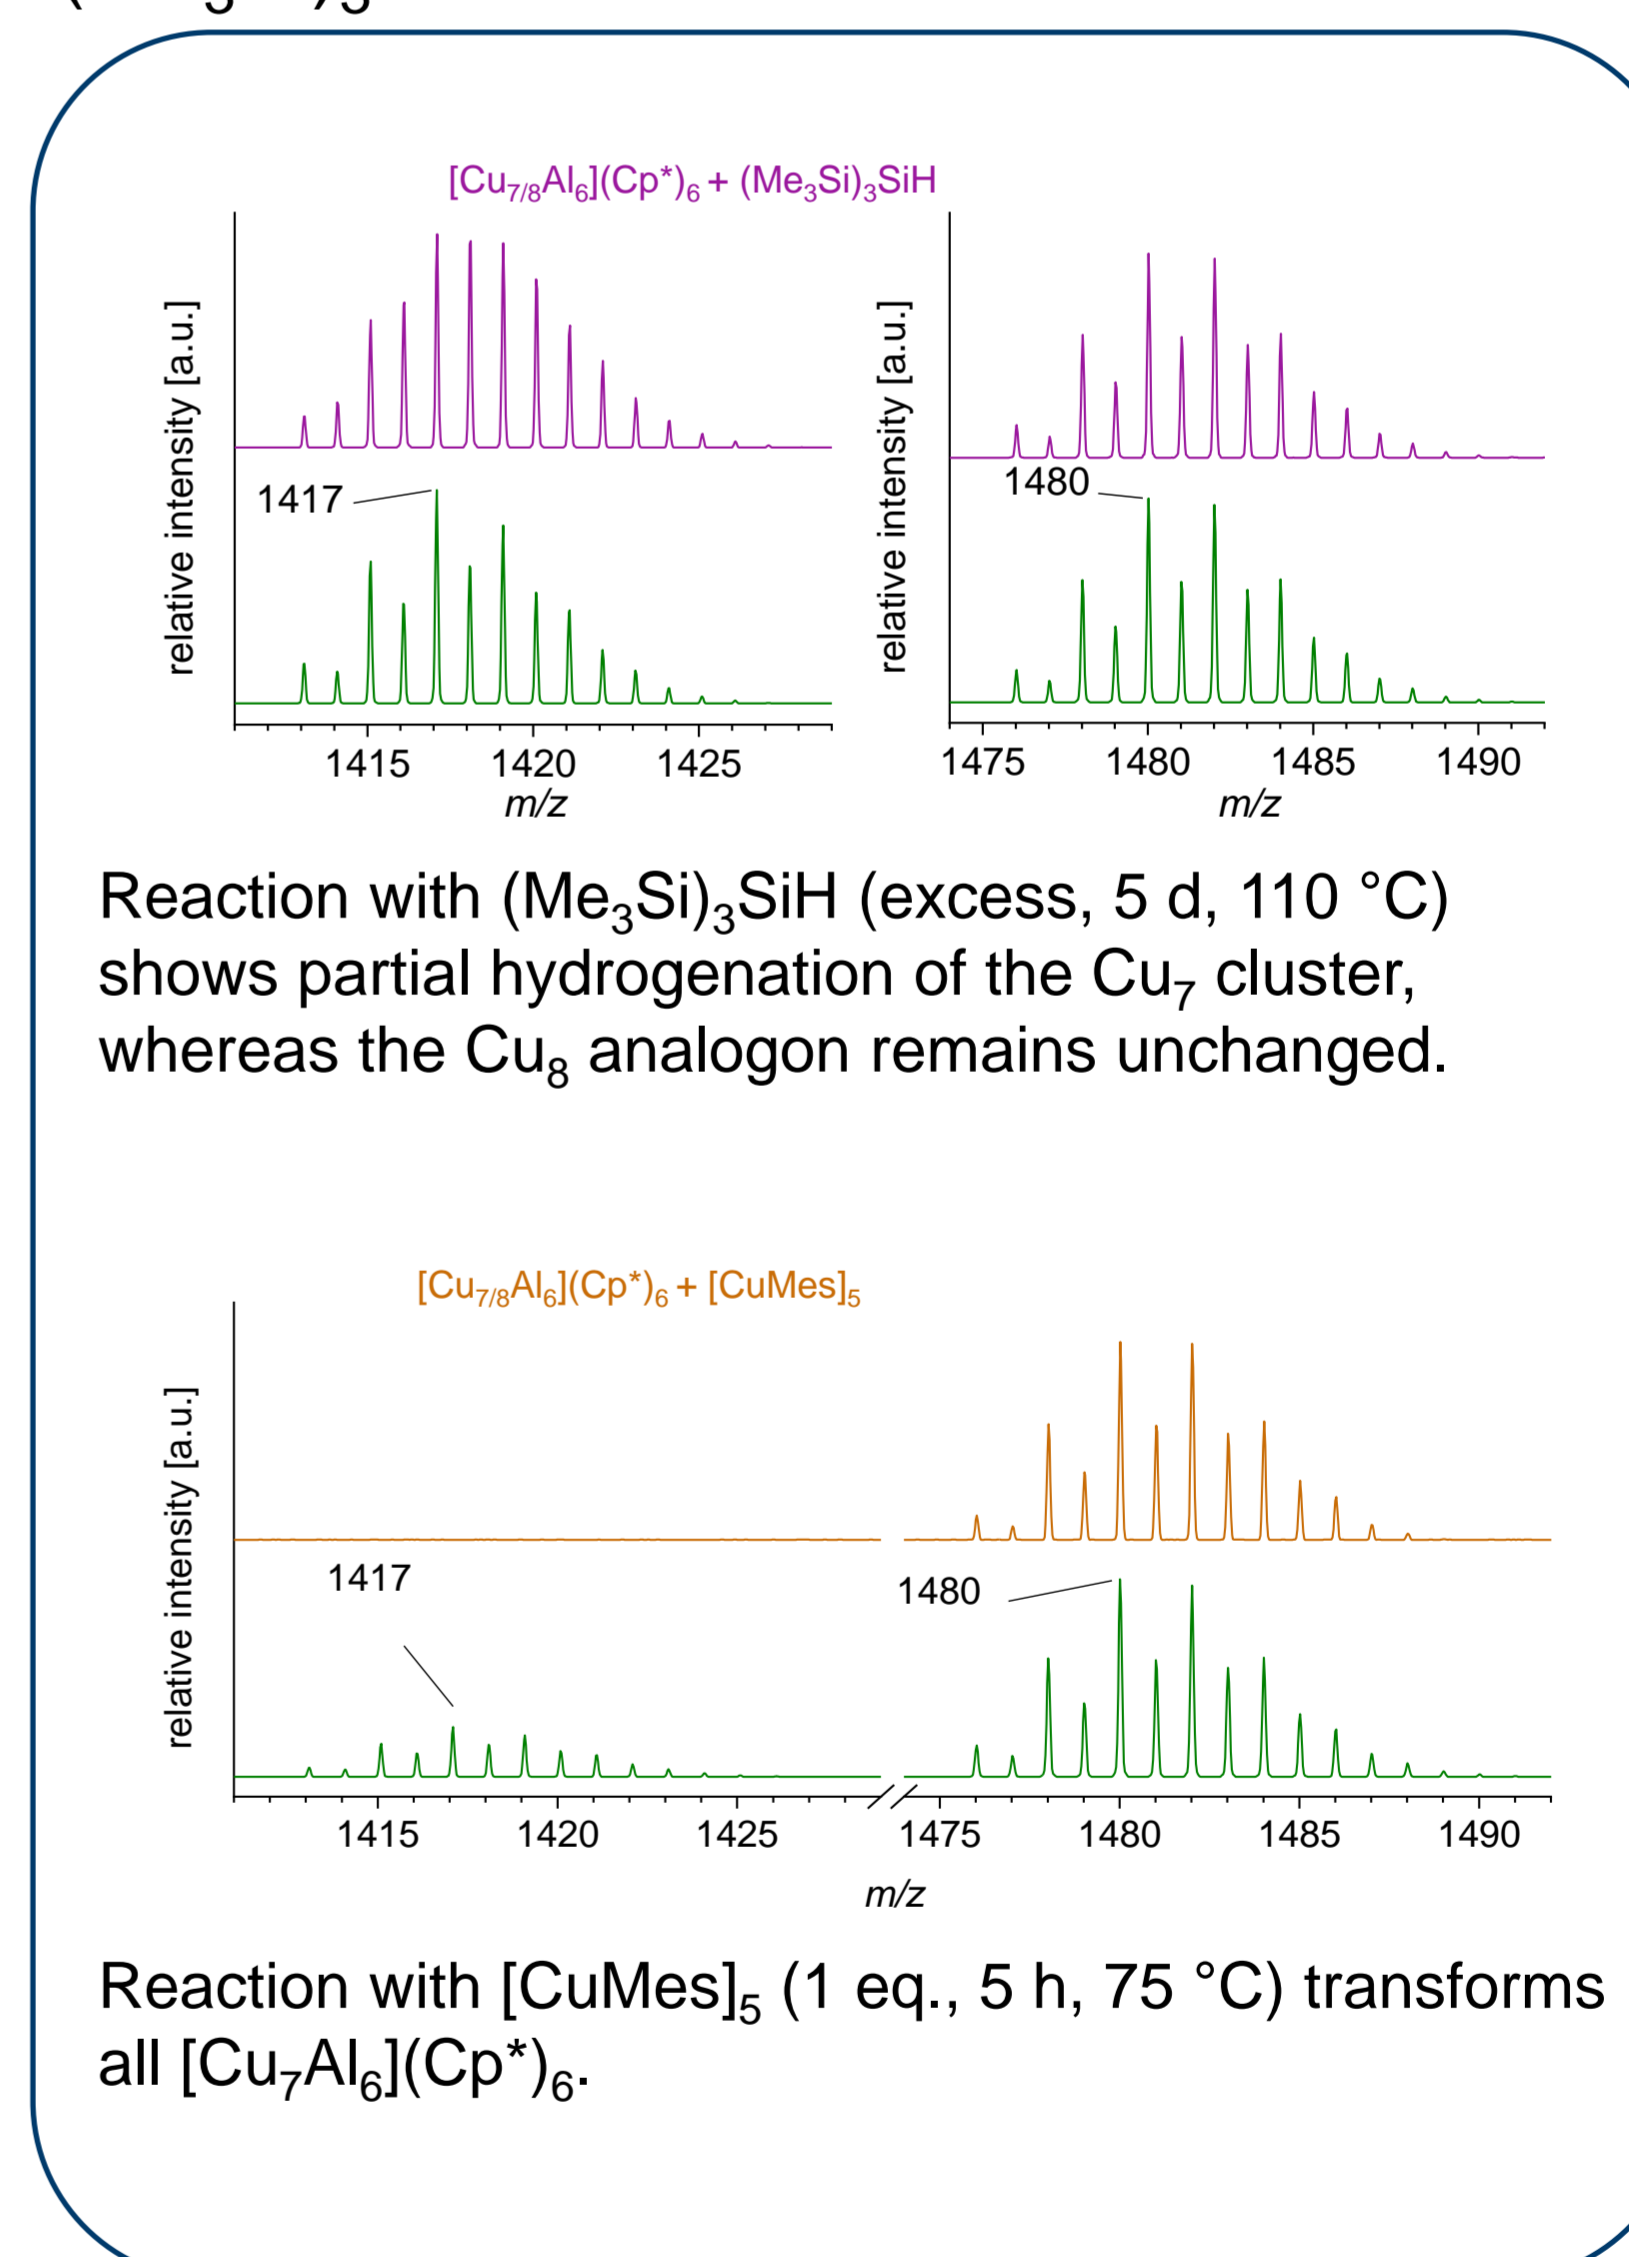 [Cu7/8Al6](Cp*)6 + (Me3Si)3SiH
relative intensity [a.u.]
relative intensity [a.u.]
1417
1480
1415 1420 1425
1475 1480 1485 1490
m/z
m/z
Reaction with (Me3Si)3SiH (excess, 5 d, 110 °C)
shows partial hydrogenation of the Cu7 cluster,
whereas the Cu8 analogon remains unchanged.
[Cu7/8Al6](Cp*)6 + [CuMes]5
relative intensity [a.u.]
1417
1480
1415 1420 1425 1475 1480 1485 1490
m/z
Reaction with [CuMes]5 (1 eq., 5 h, 75 °C) transforms
all [Cu7Al6](Cp*)6.